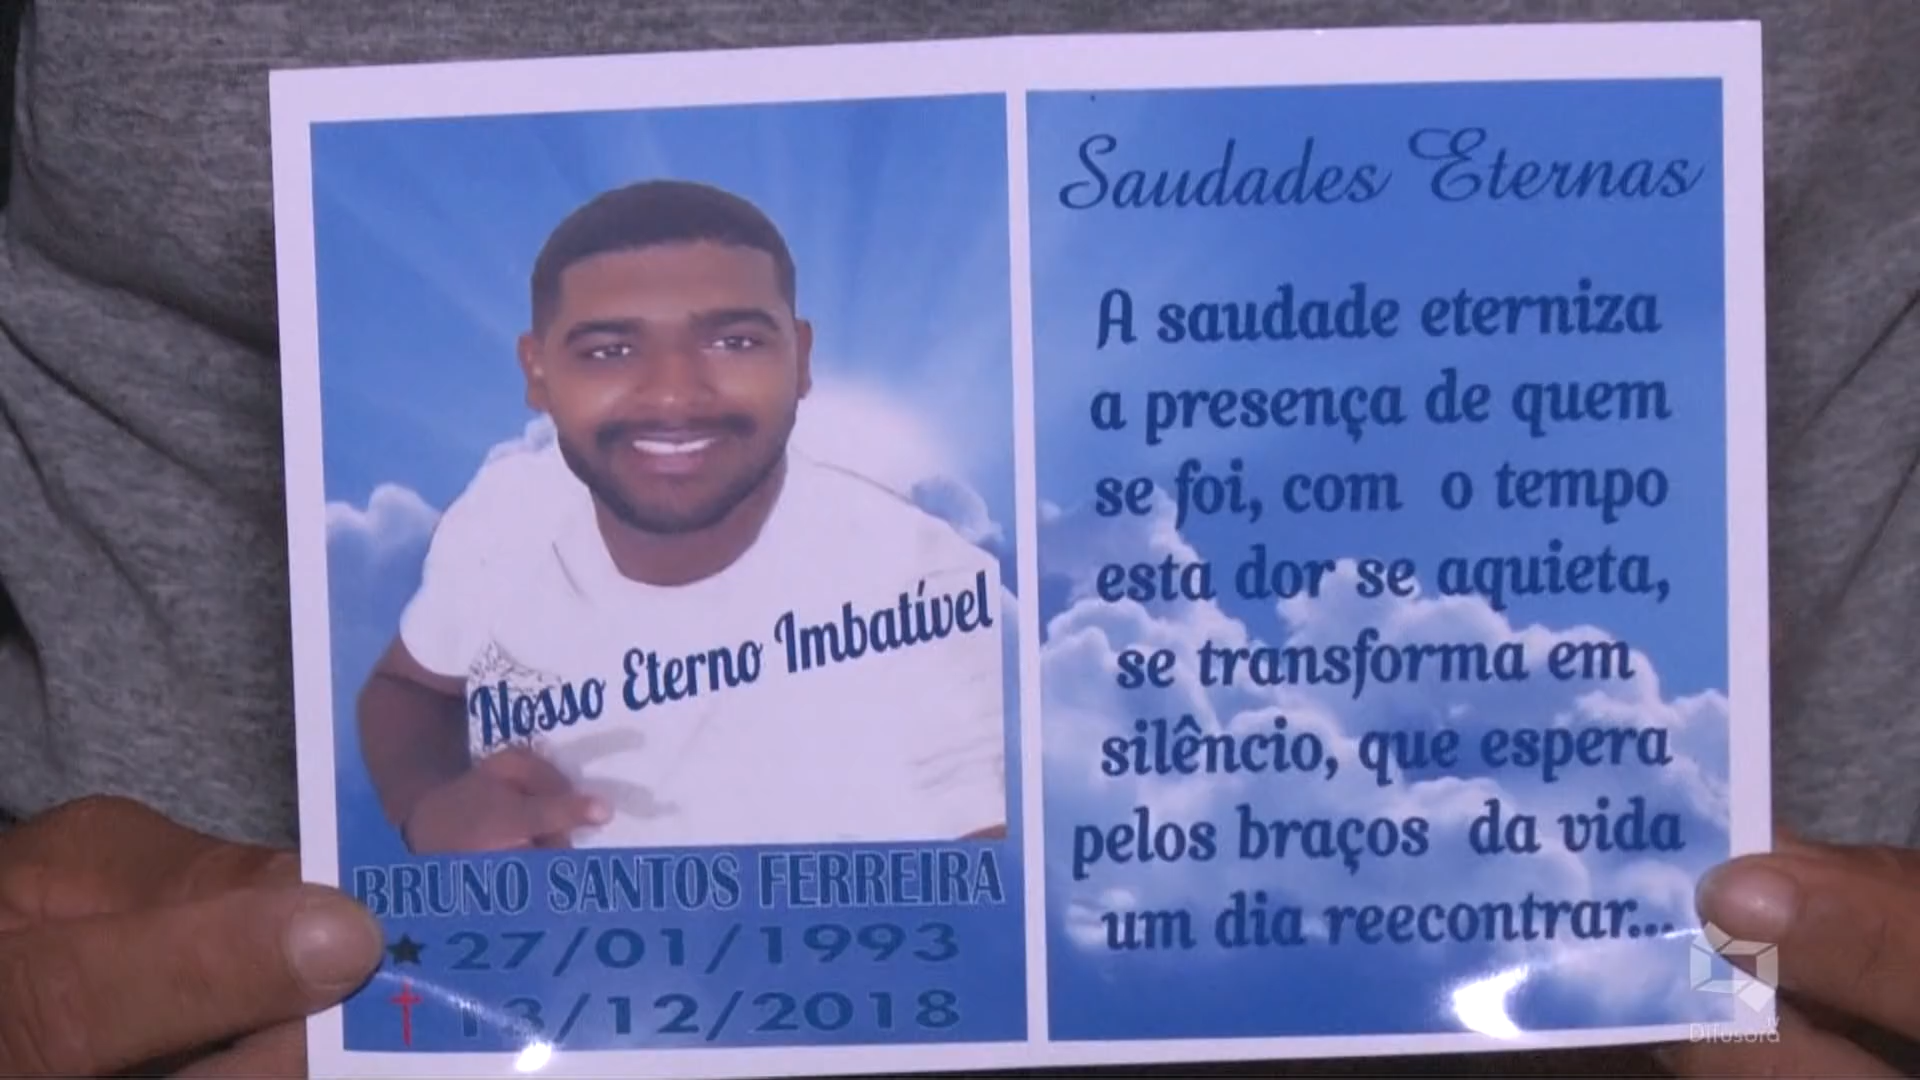 Nosso Eterno Imbatível
BRUNO SANTOS FERREIRA
27/01/1993
13/12/2018
Saudades Eternas
A saudade eterniza
a presença de quem
se foi, com o tempo
esta dor se aquieta,
se transforma em
silêncio, que espera
pelos braços da vida
um dia reecontrar...
tv
Difusora